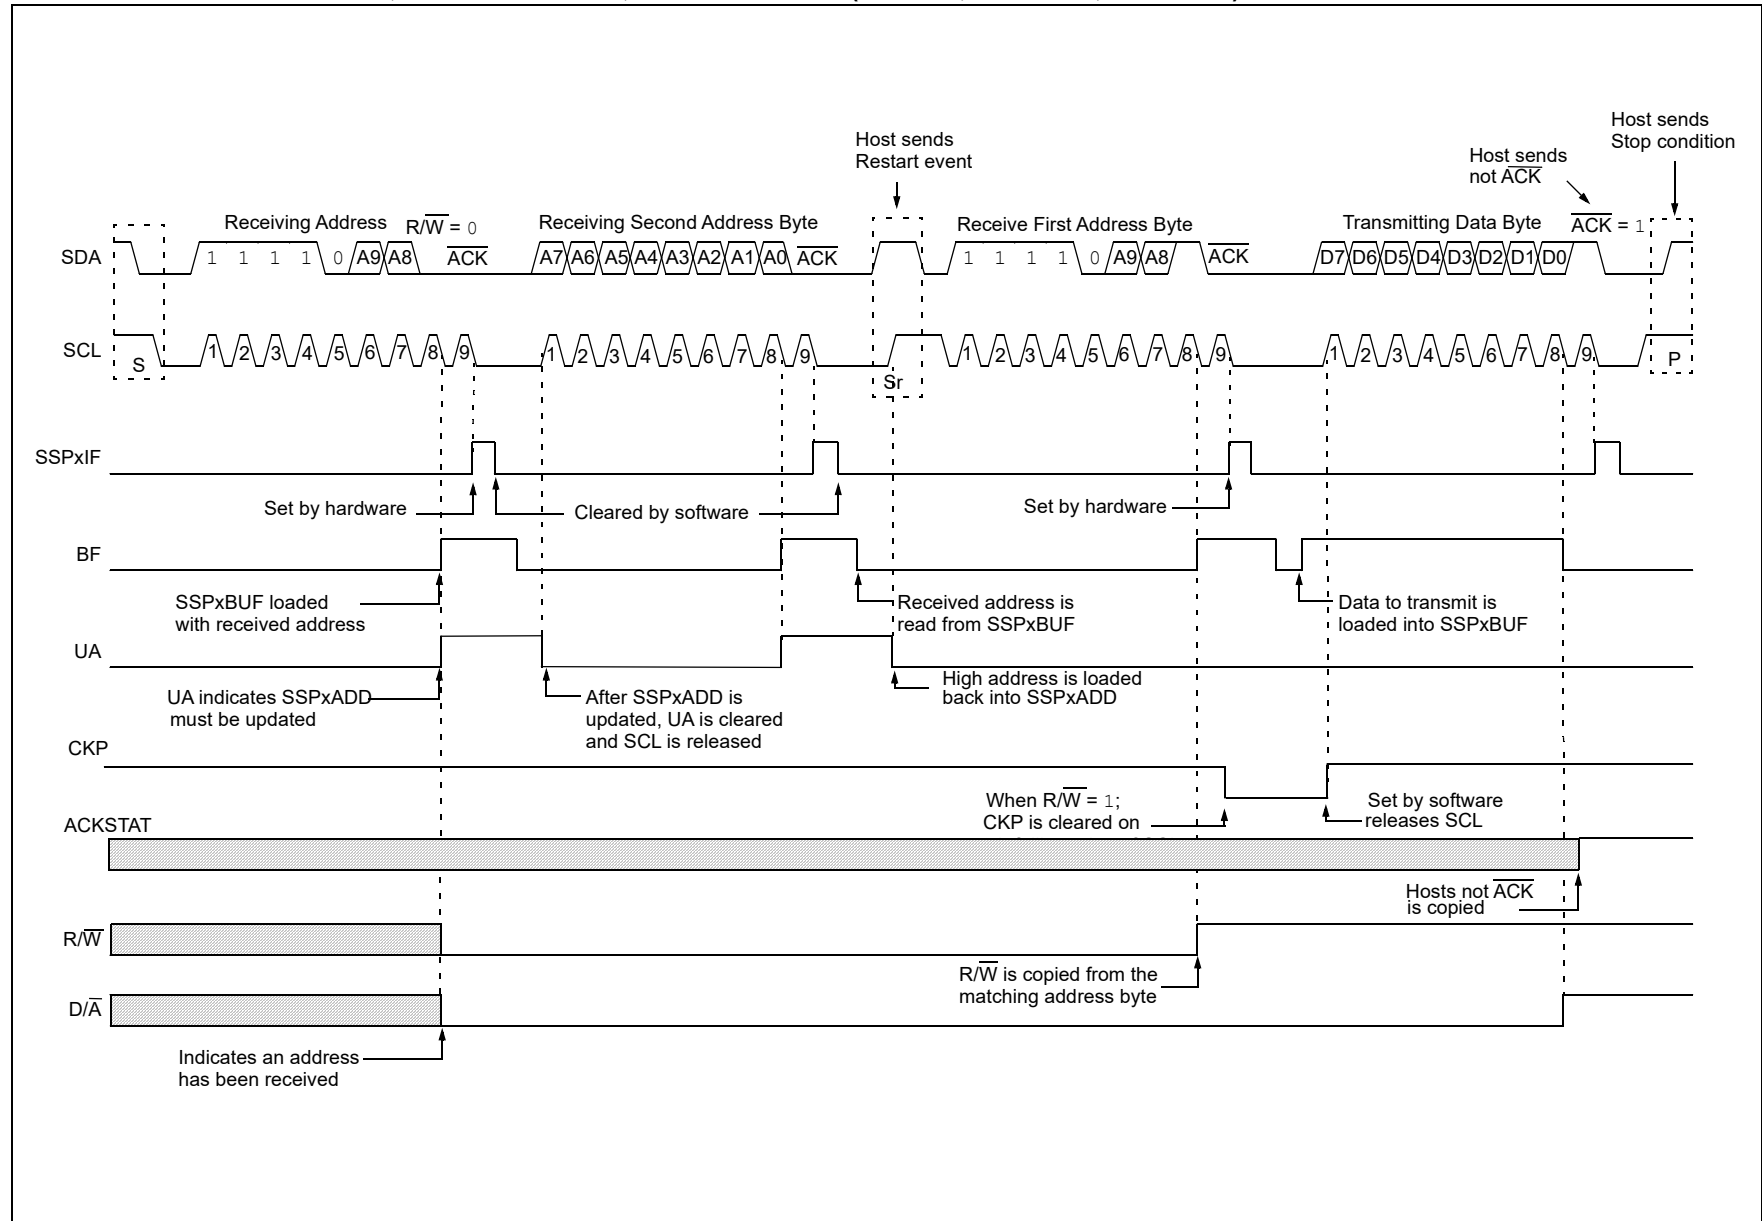 Host sends
Restart event
Host sends
not ACK
Host sends
Stop condition
Receiving Address R/W = 0
Receiving Second Address Byte
Receive First Address Byte
Transmitting Data Byte
ACK = 1
SDA 1 1 1 1 0 A9 A8 ACK A7 A6 A5 A4 A3 A2 A1 A0 ACK 1 1 1 1 0 A9 A8 ACK D7 D6 D5 D4 D3 D2 D1 D0
SCL S 1 2 3 4 5 6 7 8 9 1 2 3 4 5 6 7 8 9 Sr 1 2 3 4 5 6 7 8 9 1 2 3 4 5 6 7 8 9 P
SSPxIF
Set by hardware
Cleared by software
Set by hardware
BF
SSPxBUF loaded
with received address
Received address is
read from SSPxBUF
Data to transmit is
loaded into SSPxBUF
UA
UA indicates SSPxADD
must be updated
After SSPxADD is
updated, UA is cleared
and SCL is released
High address is loaded
back into SSPxADD
CKP
When R/W = 1;
CKP is cleared on
Set by software
releases SCL
ACKSTAT
Hosts not ACK
is copied
R/W
R/W is copied from the
matching address byte
D/A
Indicates an address
has been received